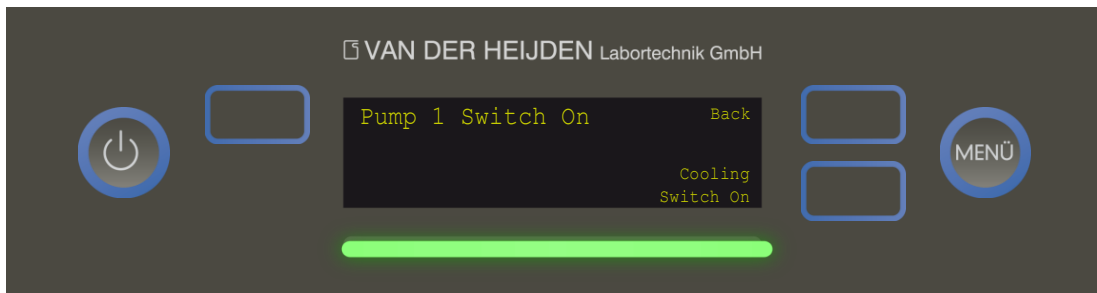 VAN DER HEIJDEN Labortechnik GmbH
Pump 1 Switch On
Back
MENÜ
Cooling
Switch On